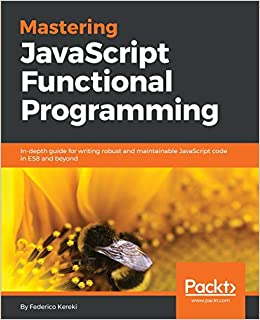 Mastering
JavaScript
Functional
Programming
In-depth guide for writing robust and maintainable JavaScript code
in ES8 and beyond
By Federico Kereki
Packt>
www.packt.com